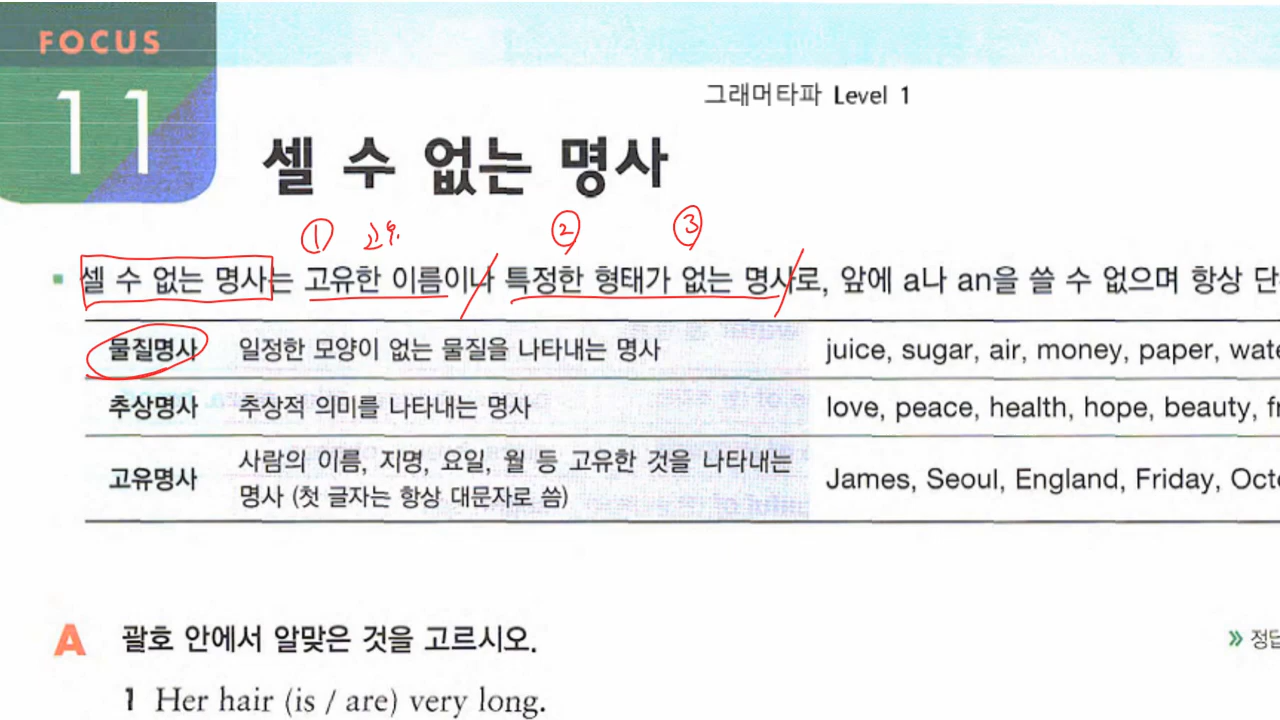 FOCUS
11
그래머타파 Level 1
셀 수 없는 명사
① 고유. ② ③
셀 수 없는 명사는 고유한 이름이나 특정한 형태가 없는 명사로, 앞에 a나 an을 쓸 수 없으며 항상 단
물질명사 일정한 모양이 없는 물질을 나타내는 명사 juice, sugar, air, money, paper, wate
추상명사 추상적 의미를 나타내는 명사 love, peace, health, hope, beauty, fr
고유명사 사람의 이름, 지명, 요일, 월 등 고유한 것을 나타내는
명사 (첫 글자는 항상 대문자로 씀) James, Seoul, England, Friday, Octo
A 괄호 안에서 알맞은 것을 고르시오.
» 정답
1 Her hair (is / are) very long.